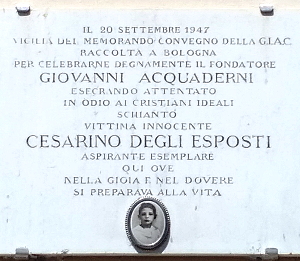 IL 20 SETTEMBRE 1947
VIGILIA DEL MEMORANDO CONVEGNO DELLA G.I.A.C.
RACCOLTA A BOLOGNA
PER CELEBRARNE DEGNAMENTE IL FONDATORE
GIOVANNI ACQUADERNI
ESECRANDO ATTENTATO
IN ODIO AI CRISTIANI IDEALI
SCHIANTÒ
VITTIMA INNOCENTE
CESARINO DEGLI ESPOSTI
ASPIRANTE ESEMPLARE
QUI OVE
NELLA GIOIA E NEL DOVERE
SI PREPARAVA ALLA VITA